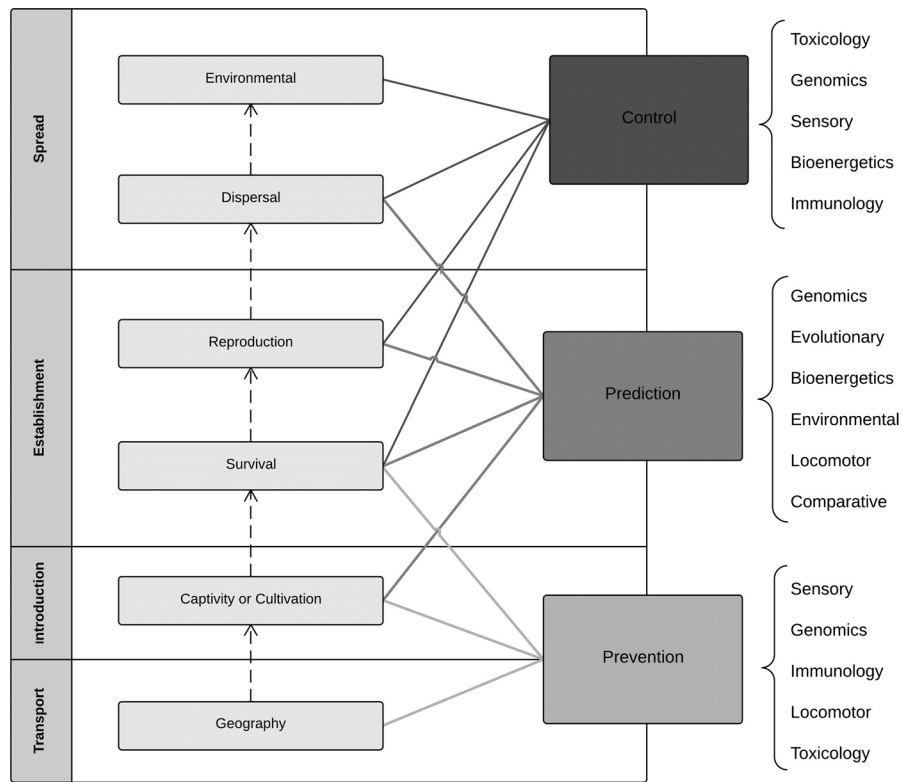 Spread
Environmental
Dispersal
Control
Toxicology
Genomics
Sensory
Bioenergetics
Immunology
Establishment
Reproduction
Survival
Prediction
Genomics
Evolutionary
Bioenergetics
Environmental
Locomotor
Comparative
Introduction
Captivity or Cultivation
Transport
Geography
Prevention
Sensory
Genomics
Immunology
Locomotor
Toxicology